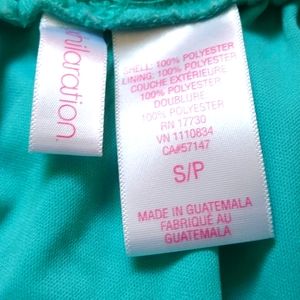 xhilaration.
SHELL: 100% POLYESTER
LINING: 100% POLYESTER
COUCHE EXTÉRIEURE:
100% POLYESTER
DOUBLURE:
100% POLYESTER
RN 17730
VN 1110834
CA#57147
S/P
MADE IN GUATEMALA
FABRIQUÉ AU
GUATEMALA